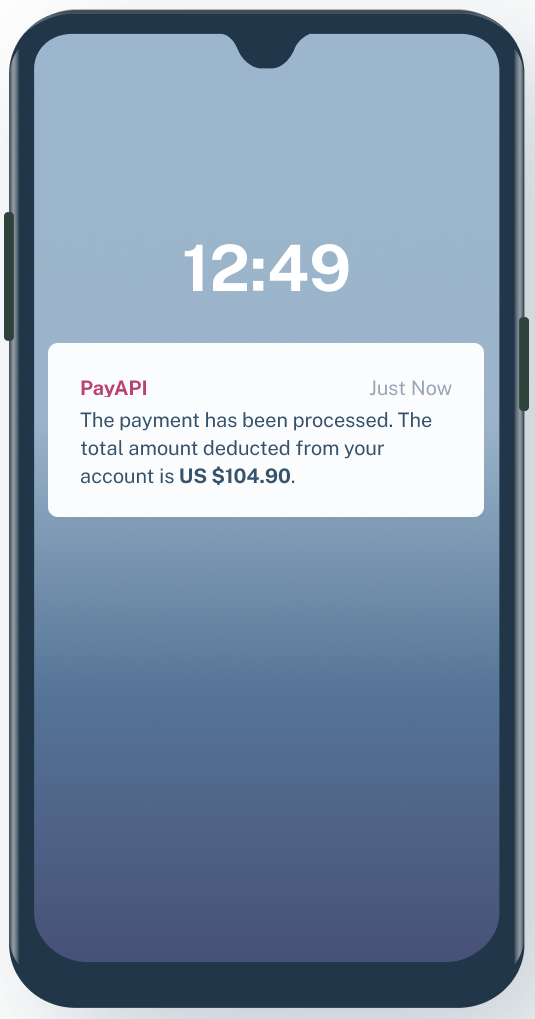 12:49
PayAPI Just Now
The payment has been processed. The
total amount deducted from your
account is US $104.90.